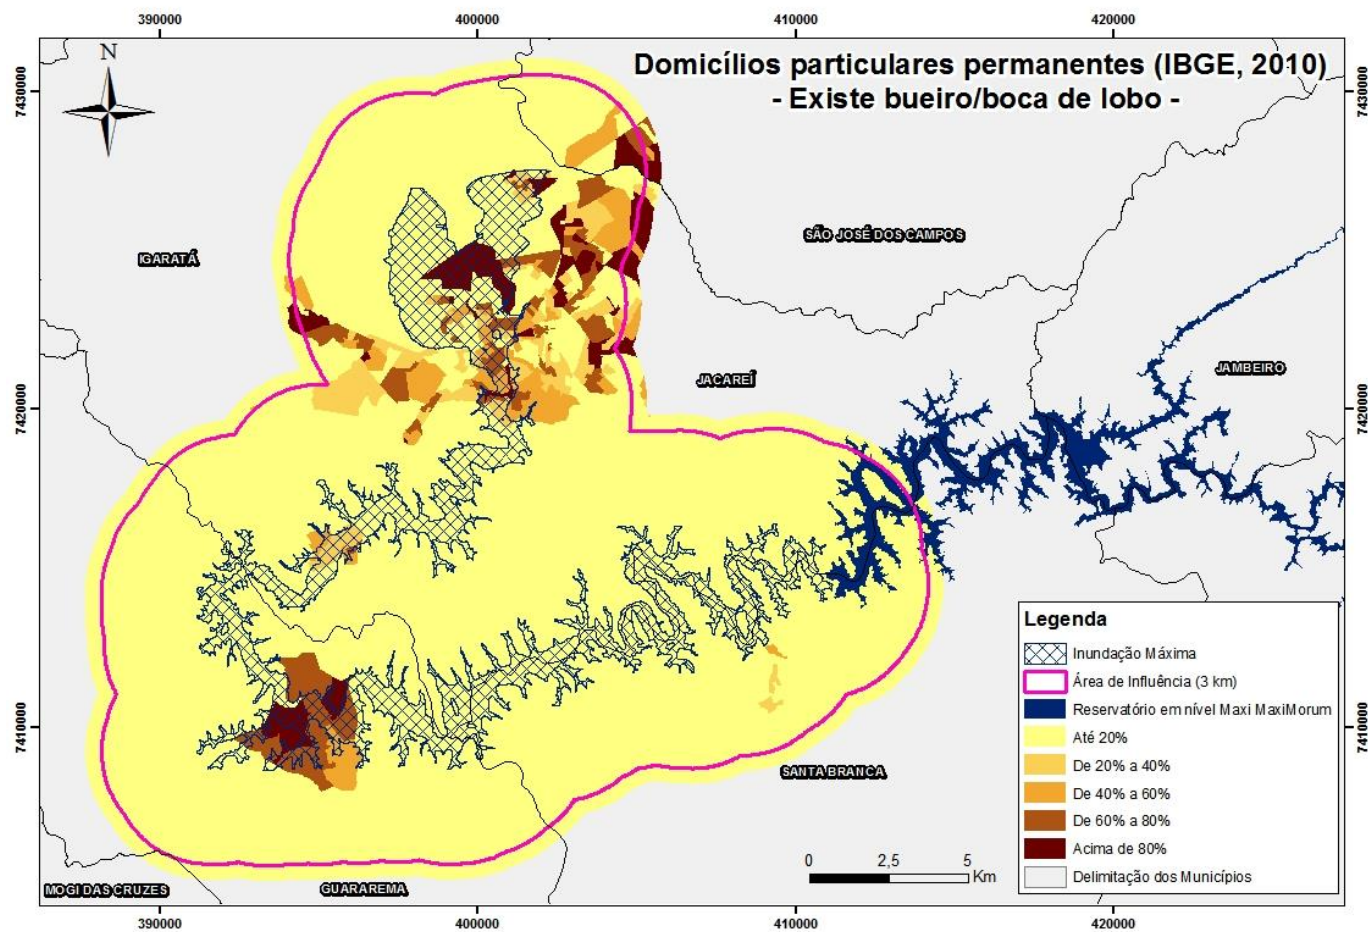 390000 400000 410000 420000
N
Domicílios particulares permanentes (IBGE, 2010)
- Existe bueiro/boca de lobo -
7430000 7430000
SÃO JOSÉ DOS CAMPOS
IGARATÁ
JACAREÍ
JAMBEIRO
7420000 7420000
Legenda
Inundação Máxima
Área de Influência (3 km)
Reservatório em nível Maxi MaxiMorum
Até 20%
De 20% a 40%
De 40% a 60%
De 60% a 80%
Acima de 80%
Delimitação dos Municípios
7410000 7410000
SANTA BRANCA
0 2,5 5
Km
MOGI DAS CRUZES
GUARAREMA
390000 400000 410000 420000